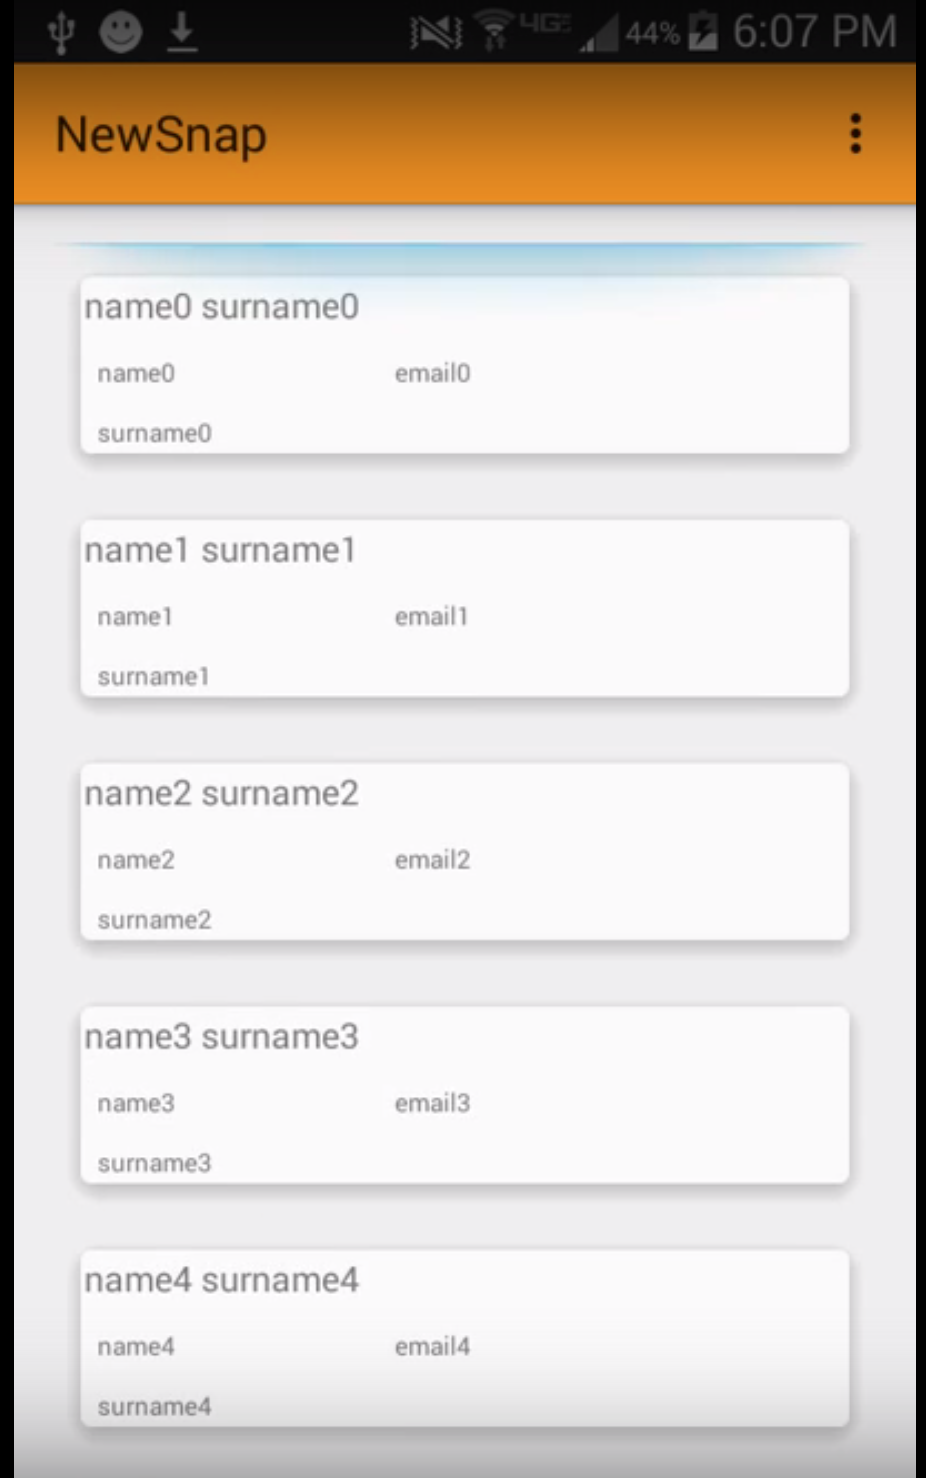 4G 44% 6:07 PM
NewSnap
name0 surname0
name0 email0
surname0
name1 surname1
name1 email1
surname1
name2 surname2
name2 email2
surname2
name3 surname3
name3 email3
surname3
name4 surname4
name4 email4
surname4